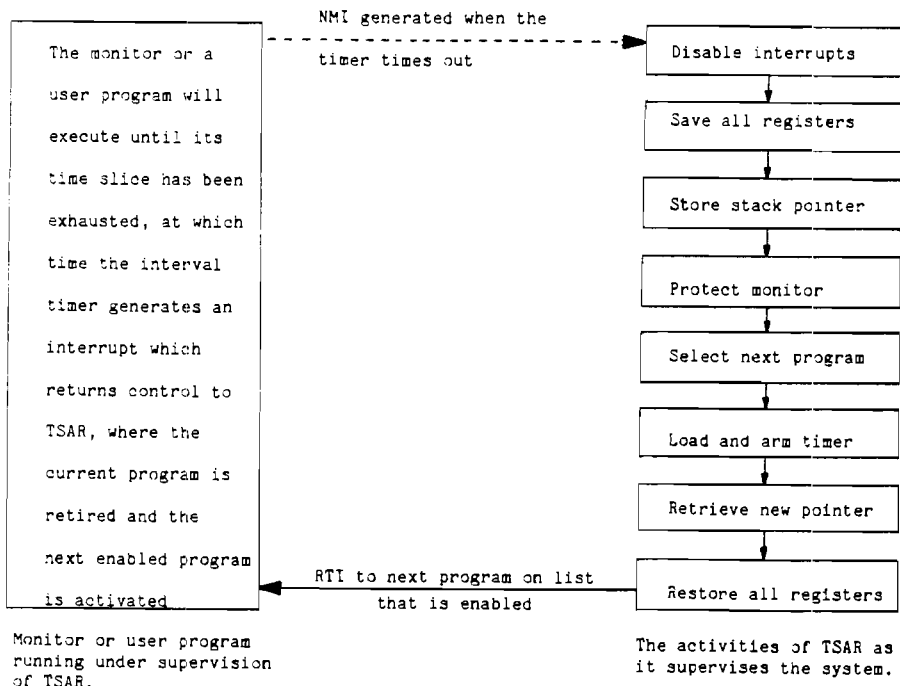 The monitor or a
user program will
execute until its
time slice has been
exhausted, at which
time the interval
timer generates an
interrupt which
returns control to
TSAR, where the
current program is
retired and the
next enabled program
is activated
Monitor or user program
running under supervision
of TSAR.
NMI generated when the
timer times out
Disable interrupts
Save all registers
Store stack pointer
Protect monitor
Select next program
Load and arm timer
Retrieve new pointer
Restore all registers
RTI to next program on list
that is enabled
The activities of TSAR as
it supervises the system.